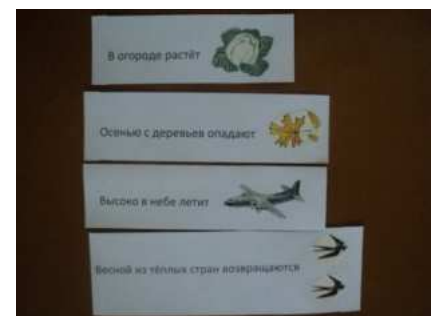 В огороде растёт
Осенью с деревьев опадают
Высоко в небе летит
Весной из тёплых стран возвращаются